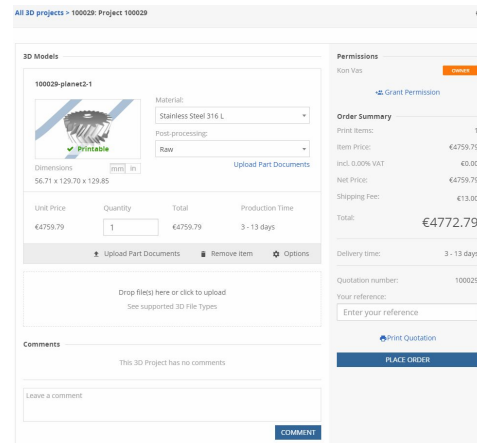 All 3D projects > 100029: Project 100029
3D Models
100029-planet2-1
Printable
Material:
Stainless Steel 316 L
Post-processing:
Raw
Dimensions
mm in
Upload Part Documents
56.71 x 129.70 x 129.85
Unit Price Quantity Total Production Time
€4759.79 1 €4759.79 3 - 13 days
Upload Part Documents Remove item Options
Drop file(s) here or click to upload
See supported 3D File Types
Comments
This 3D Project has no comments
Leave a comment
COMMENT
Permissions
Kon Vas OWNER
Grant Permission
Order Summary
Print Items: 1
Item Price: €4759.79
Incl. 0.00% VAT €0.00
Net Price: €4759.79
Shipping Fee: €13.00
Total: €4772.79
Delivery time: 3 - 13 days
Quotation number: 100029
Your reference:
Enter your reference
Print Quotation
PLACE ORDER